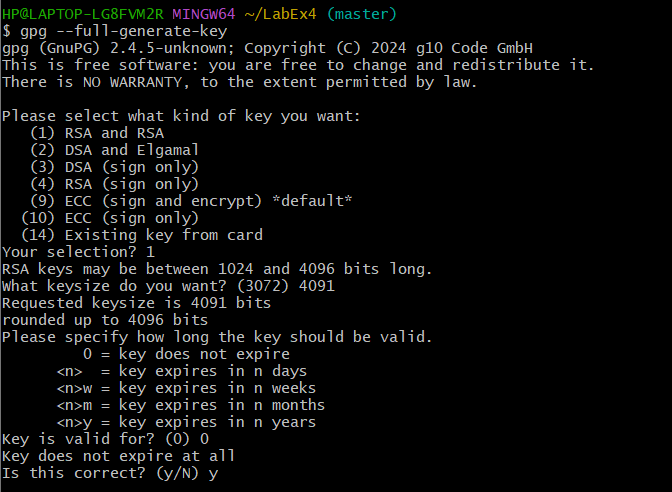 HP@LAPTOP-LG8FVM2R MINGW64 ~/LabEx4 (master)
$ gpg --full-generate-key
gpg (GnuPG) 2.4.5-unknown; Copyright (C) 2024 g10 Code GmbH
This is free software: you are free to change and redistribute it.
There is NO WARRANTY, to the extent permitted by law.

Please select what kind of key you want:
   (1) RSA and RSA
   (2) DSA and Elgamal
   (3) DSA (sign only)
   (4) RSA (sign only)
   (9) ECC (sign and encrypt) *default*
  (10) ECC (sign only)
  (14) Existing key from card
Your selection? 1
RSA keys may be between 1024 and 4096 bits long.
What keysize do you want? (3072) 4091
Requested keysize is 4091 bits
rounded up to 4096 bits
Please specify how long the key should be valid.
         0 = key does not expire
      <n>  = key expires in n days
      <n>w = key expires in n weeks
      <n>m = key expires in n months
      <n>y = key expires in n years
Key is valid for? (0) 0
Key does not expire at all
Is this correct? (y/N) y